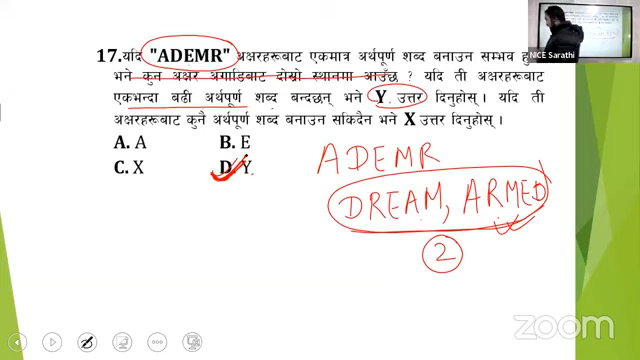 NICE Sarathi
17. यदि "ADEMR" अक्षरहरूबाट एकमात्र अर्थपूर्ण शब्द बनाउन सम्भव
भने कुन अक्षर अगाडिबाट दोस्रो स्थानमा आउँछ ? यदि ती अक्षरहरूबाट
एकभन्दा बढी अर्थपूर्ण शब्द बन्दछन् भने Y उत्तर दिनुहोस् । यदि ती
अक्षरहरूबाट कुनै अर्थपूर्ण शब्द बनाउन सकिदैन भने X उत्तर दिनुहोस् ।
A. A B. E
C. X D. Y
ADEMR
DREAM, ARMED
2
zoom